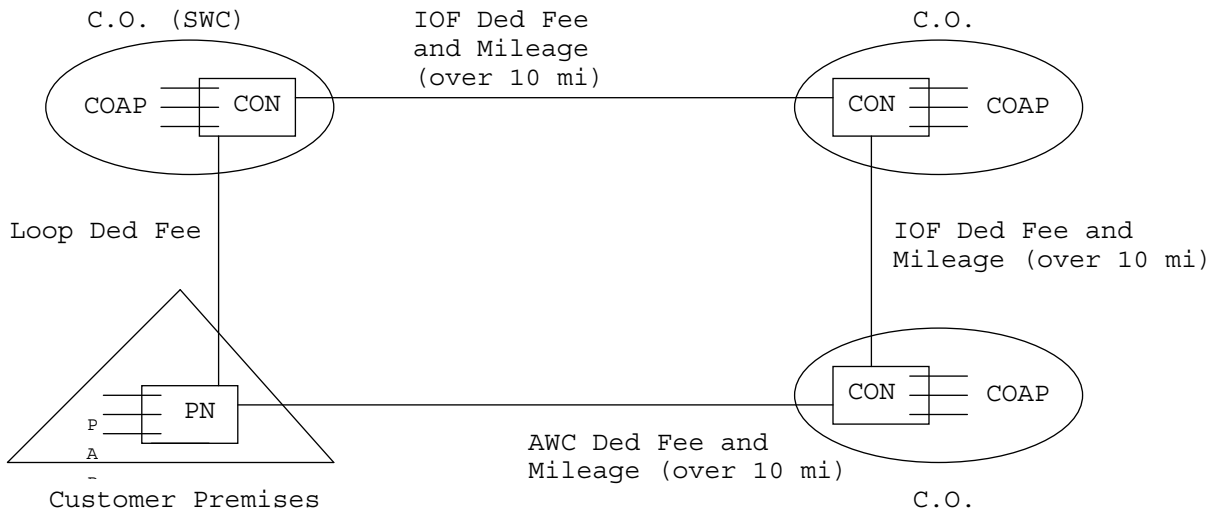 C.O. (SWC)
IOF Ded Fee
and Mileage
(over 10 mi)
C.O.
COAP
CON
CON
COAP
Loop Ded Fee
IOF Ded Fee and
Mileage (over 10 mi)
PN
P
A
CON
COAP
AWC Ded Fee and
Mileage (over 10 mi)
Customer Premises
C.O.